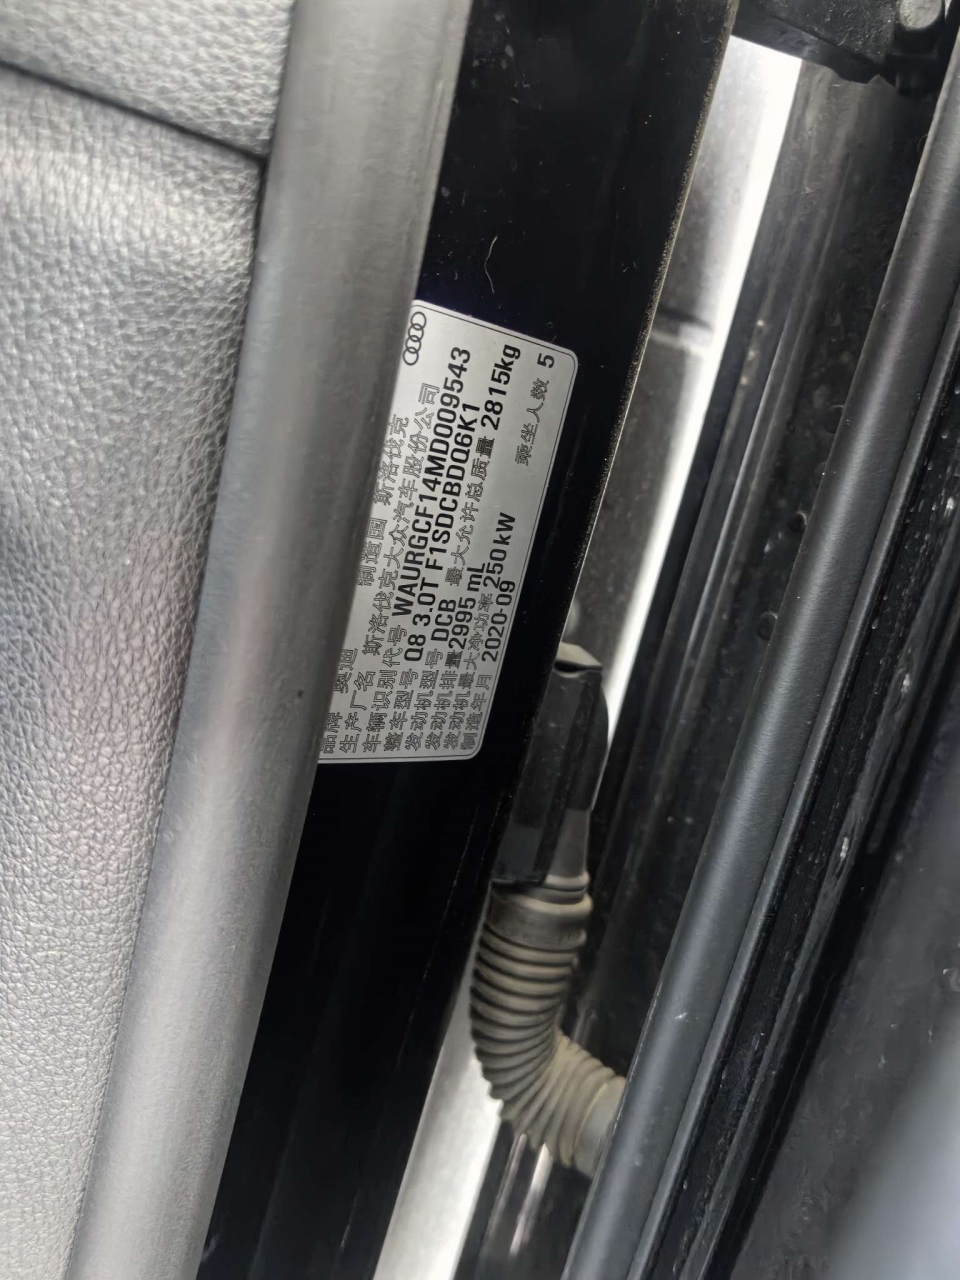 品牌 奥迪 制造国 斯洛伐克
生产厂名 斯洛伐克大众汽车股份公司
车辆识别代号 WAURGCF14MD009543
整车型号 Q8 3.0T F1SDCBDQ6K1
发动机型号 DCB 最大允许总质量 2815kg
发动机排量 2995 mL
发动机最大净功率 250kW 乘坐人数 5
制造年月 2020-09